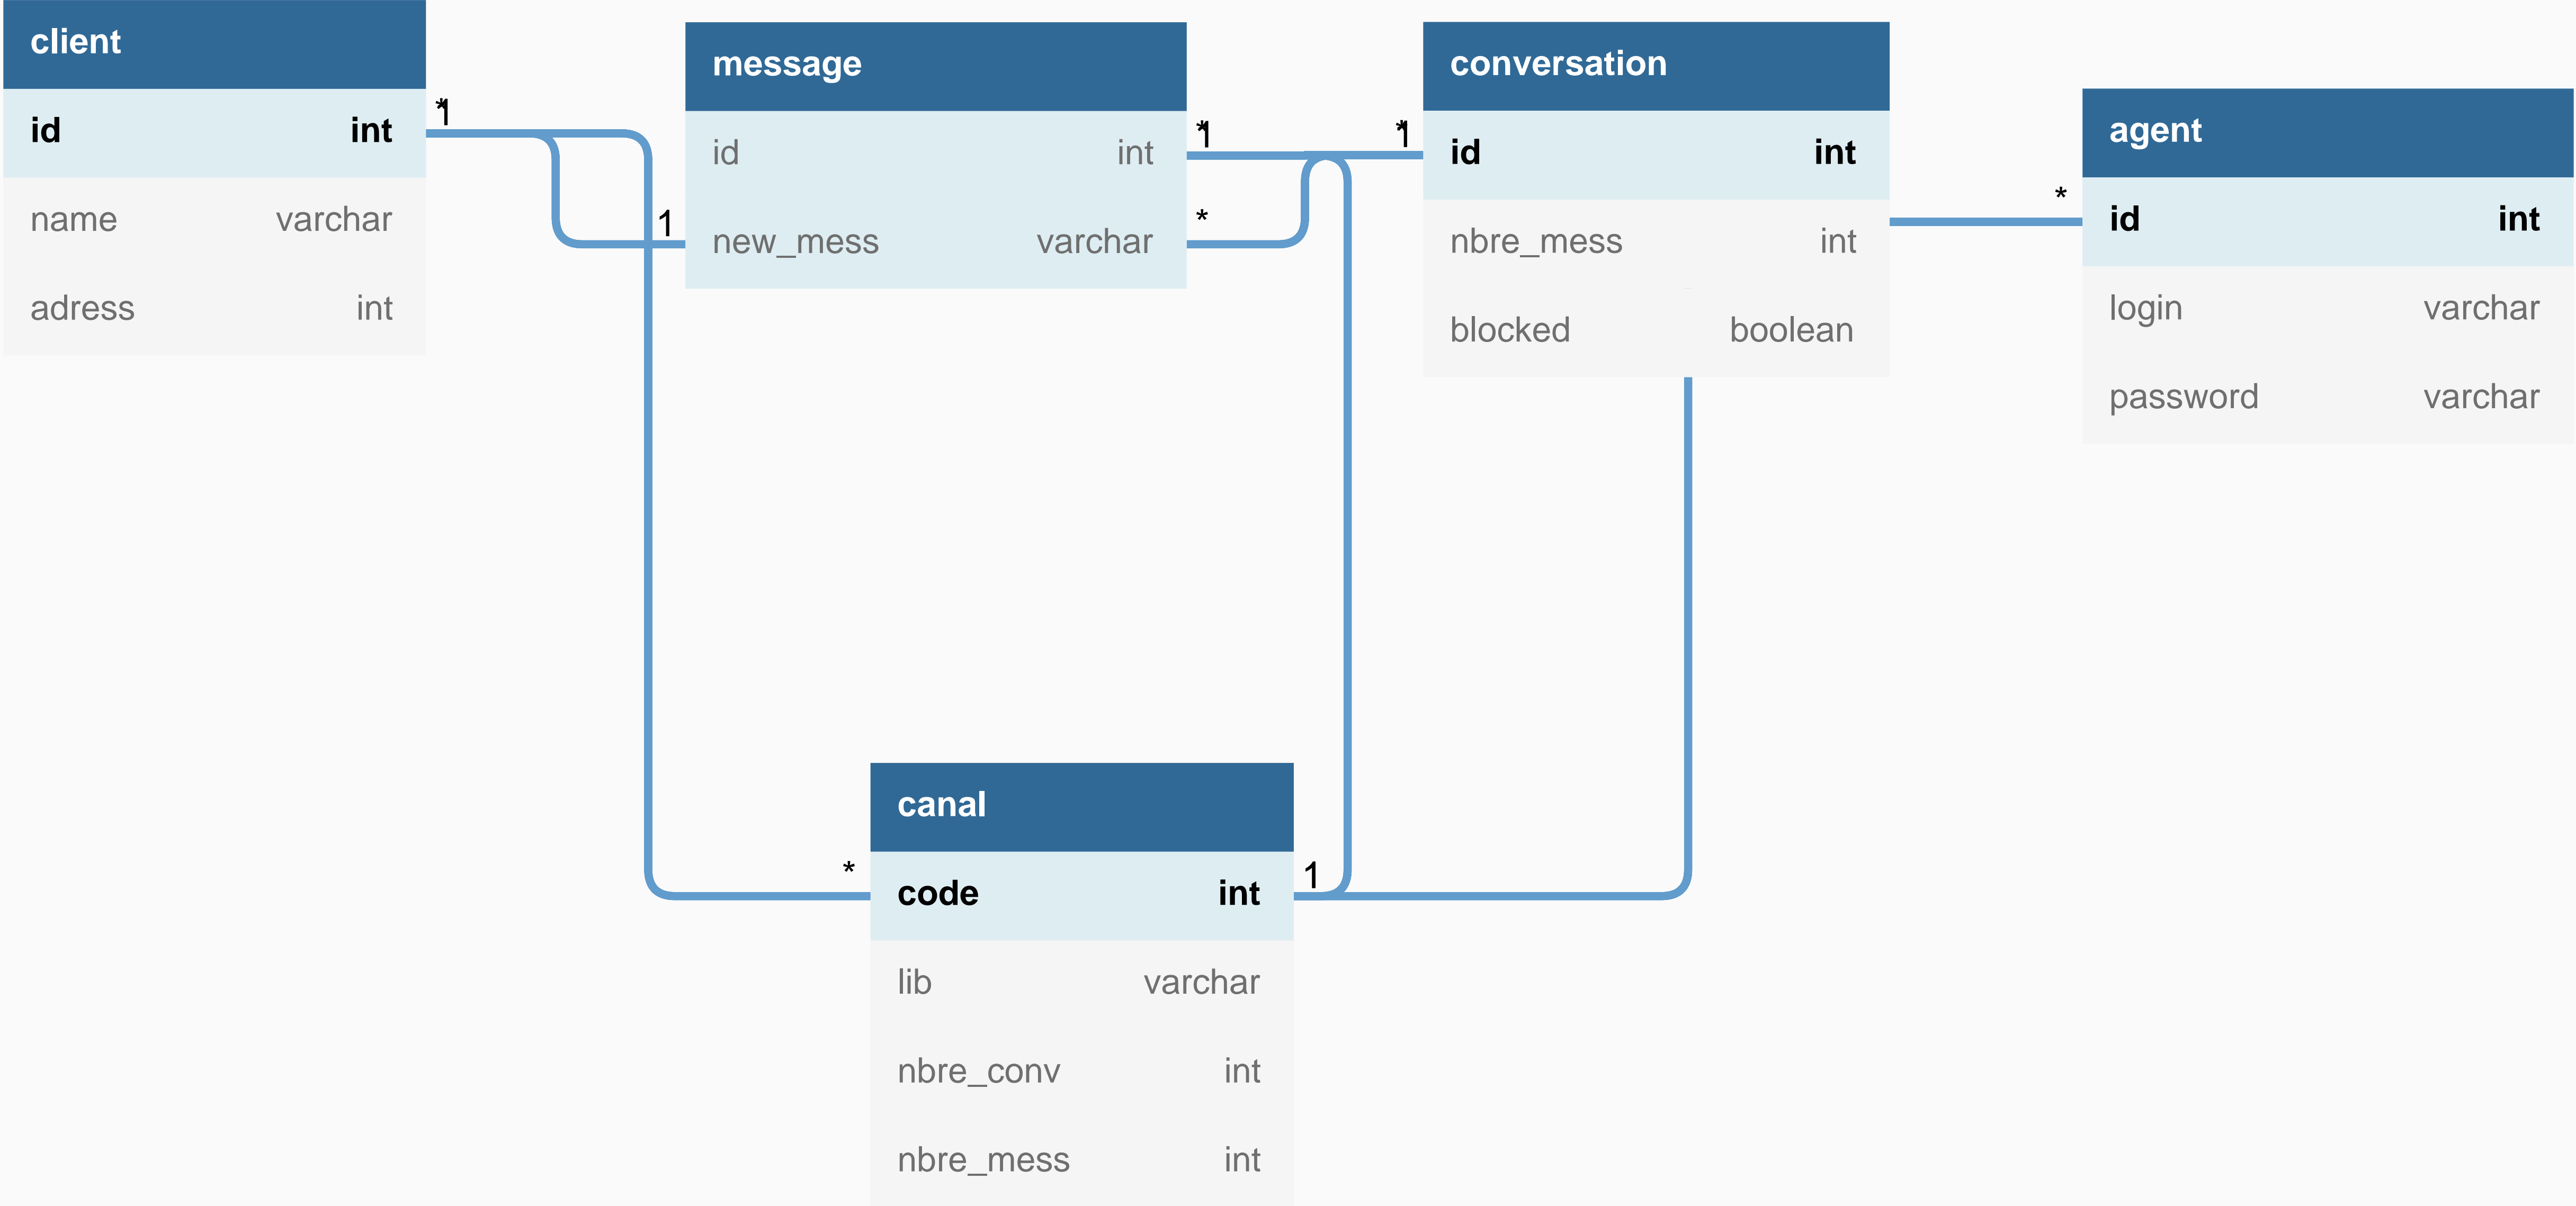 client
id int
name varchar
adress int
message
id int
new_mess varchar
conversation
id int
nbre_mess int
blocked boolean
agent
id int
login varchar
password varchar
canal
code int
lib varchar
nbre_conv int
nbre_mess int
*
1
1
*
1
*
*
1
*
*
1